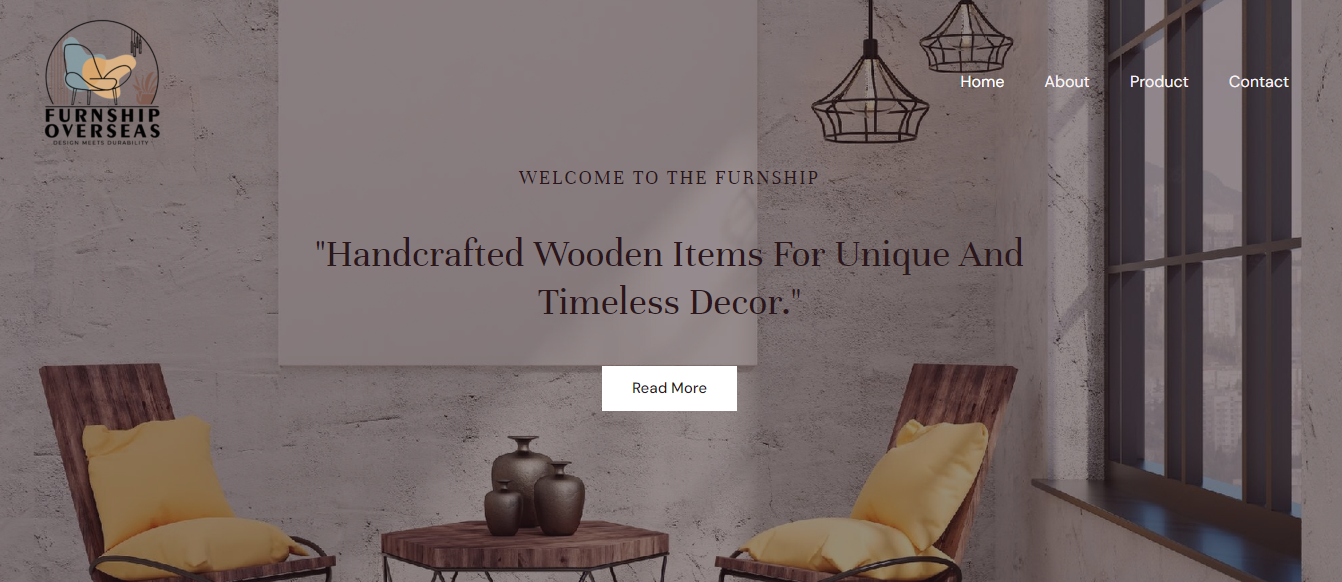 FURNSHIP
OVERSEAS
DESIGN MEETS DURABILITY
Home About Product Contact
WELCOME TO THE FURNSHIP
"Handcrafted Wooden Items For Unique And
Timeless Decor."
Read More